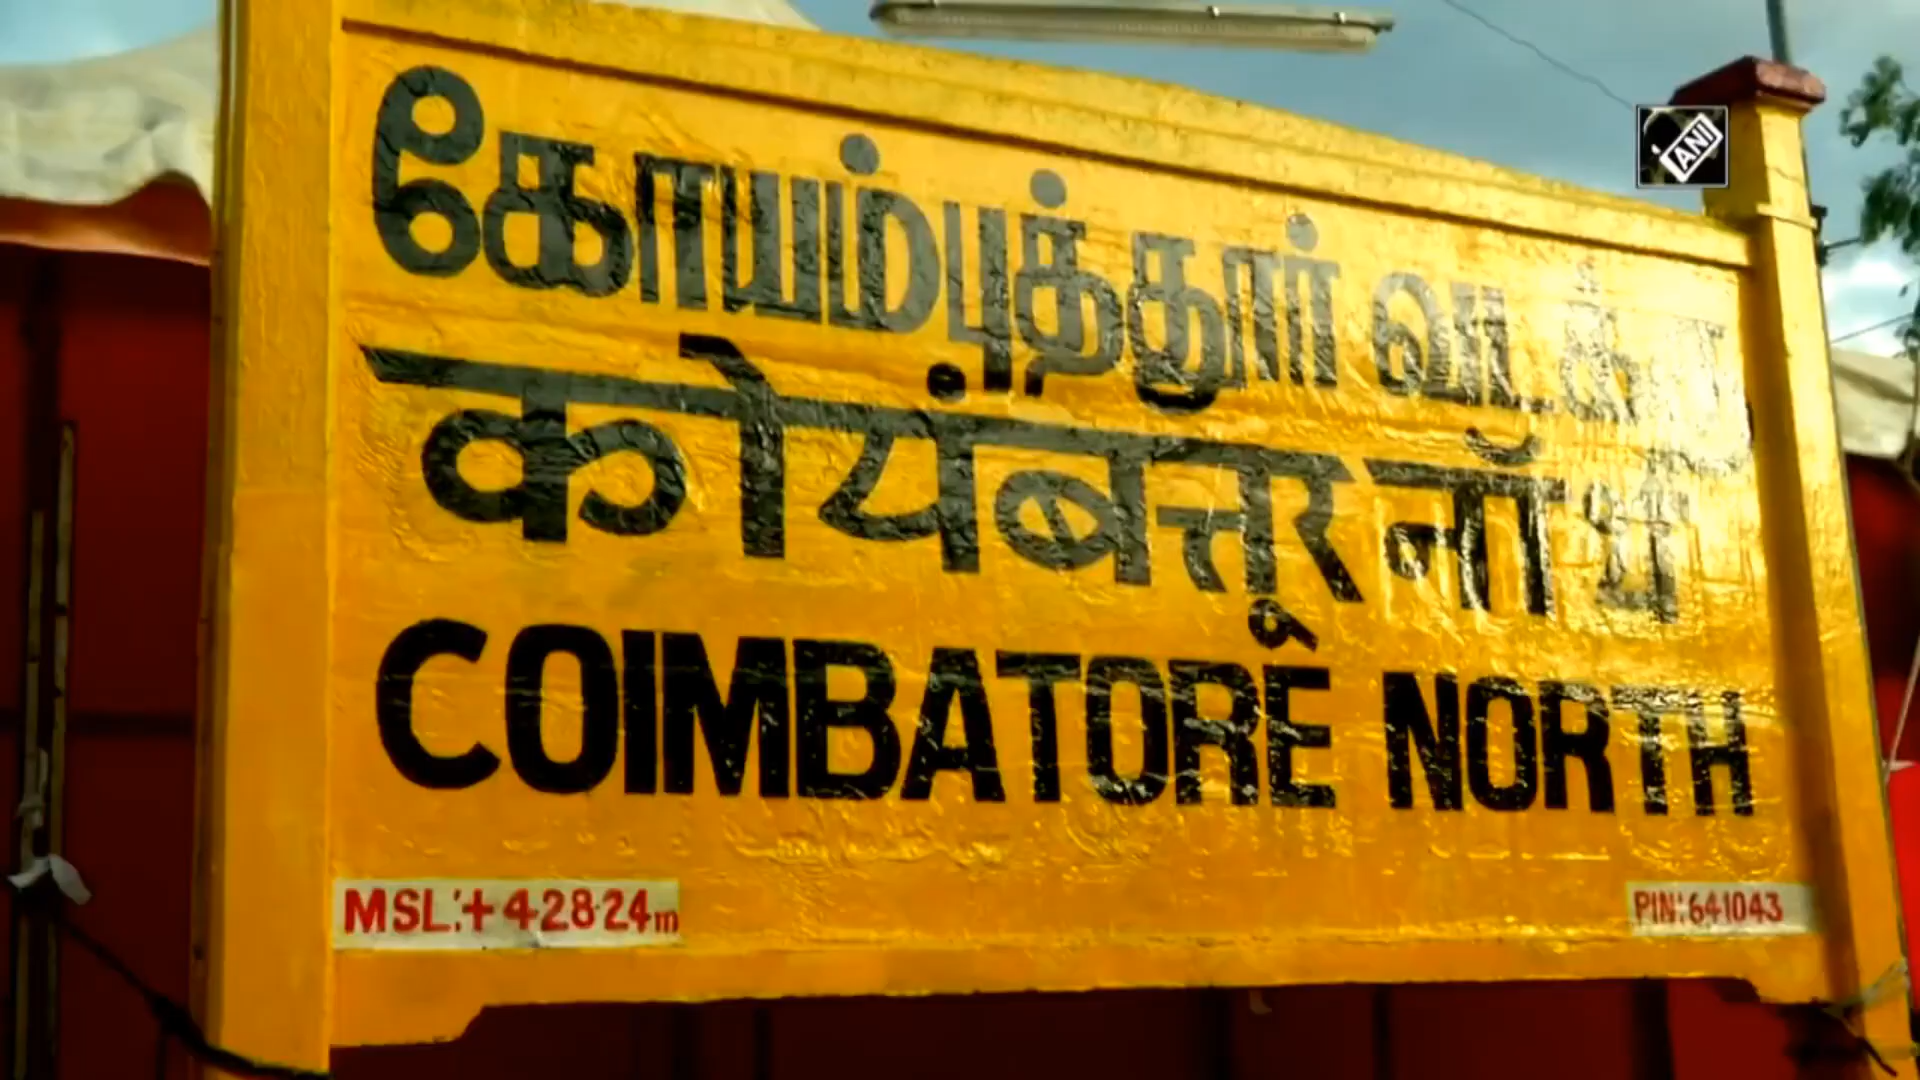 ANI
கோயம்புத்தூர் வடக்கு
कोयंबत्तूर नॉर्थ
COIMBATORE NORTH
MSL:+428·24m
PIN:641043